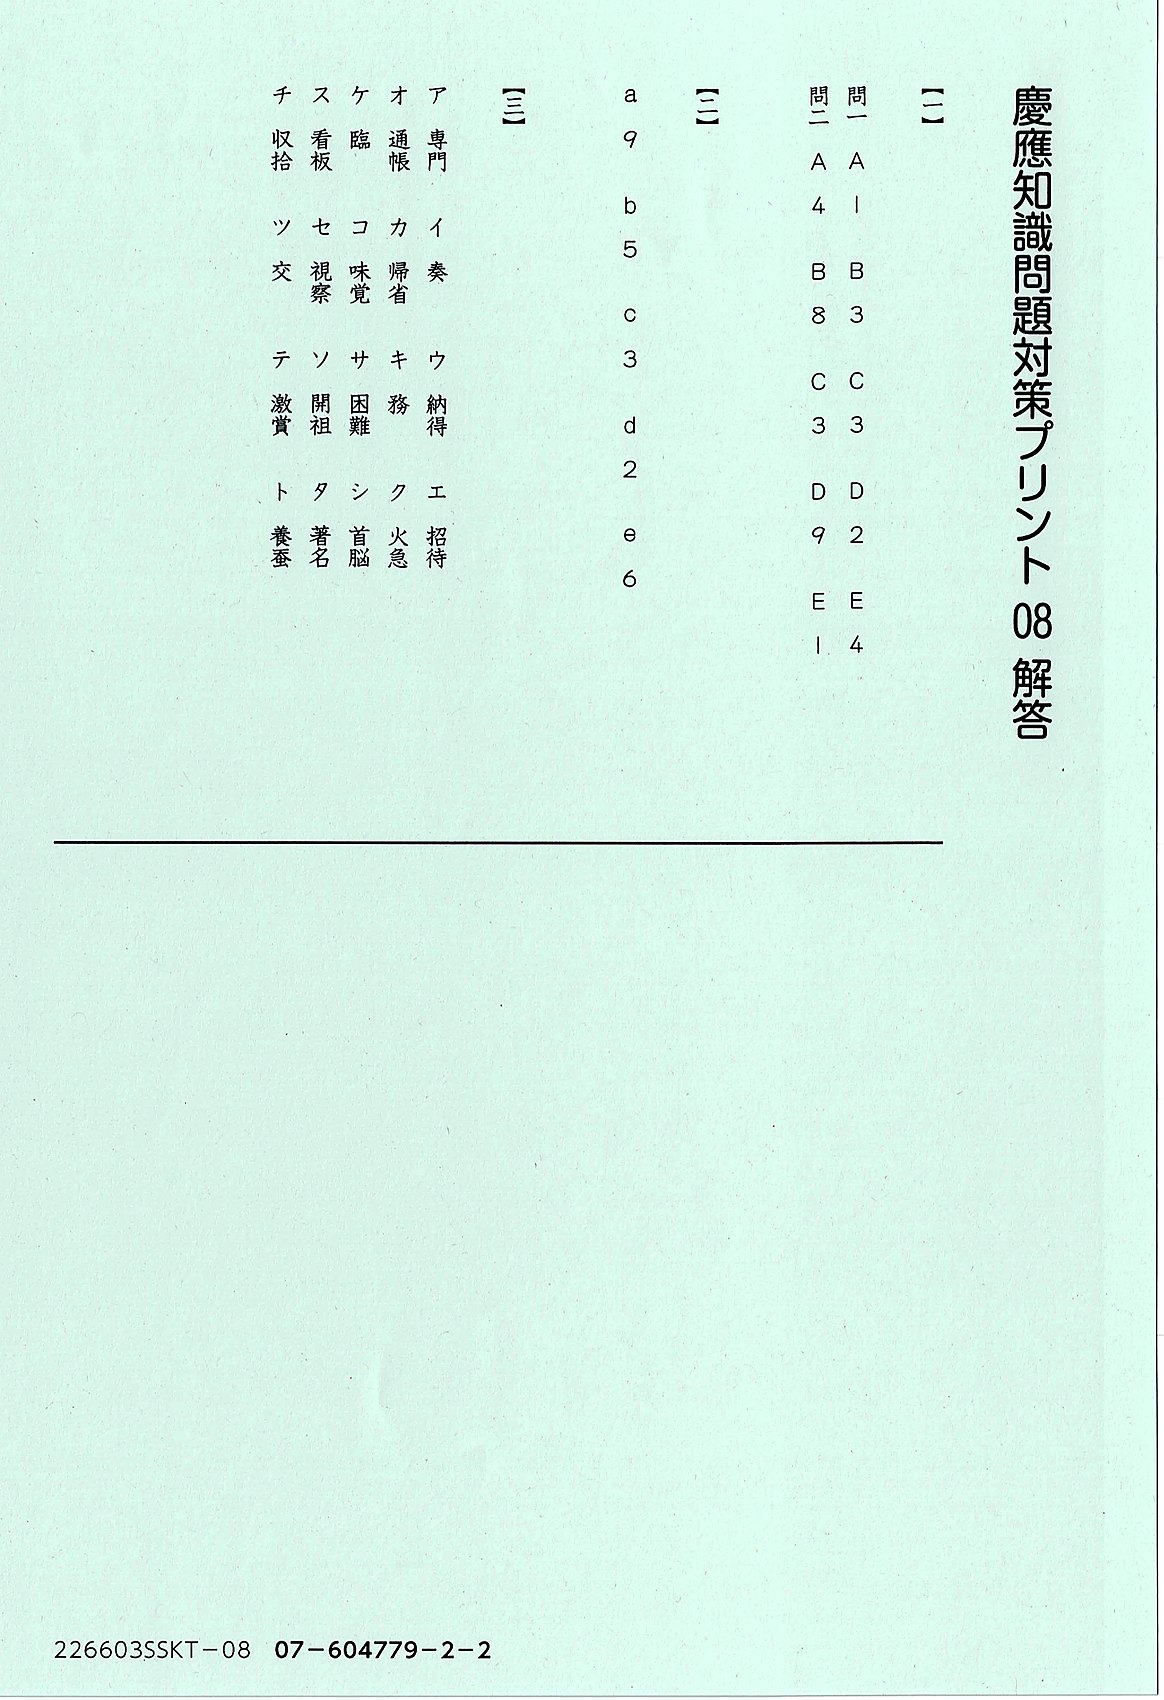 慶應知識問題対策プリント 08 解答
【一】
問一 A 1 B 3 C 3 D 2 E 4
問二 A 4 B 8 C 3 D 9 E 1
【二】
a 9 b 5 c 3 d 2 e 6
【三】
ア 専門 イ 奏 ウ 納得 エ 招待
オ 通帳 カ 帰省 キ 務 ク 火急
ケ 臨 コ 味覚 サ 困難 シ 首脳
ス 看板 セ 視察 ソ 開祖 タ 著名
チ 収拾 ツ 交 テ 激賞 ト 養蚕
226603SSKT-08 07-604779-2-2